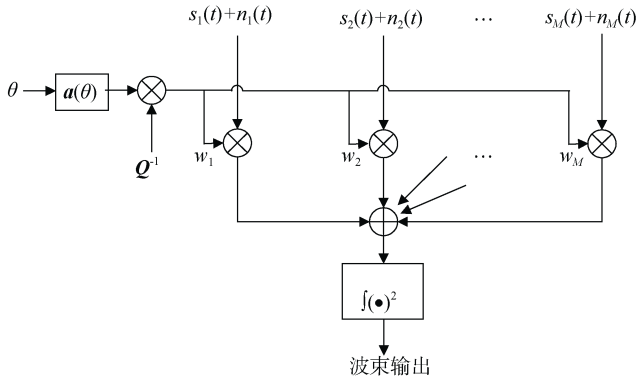 s₁(t)+n₁(t)
s₂(t)+n₂(t)
...
s_M(t)+n_M(t)
θ
a(θ)
Q⁻¹
w₁
w₂
...
w_M
∫(•)²
波束输出